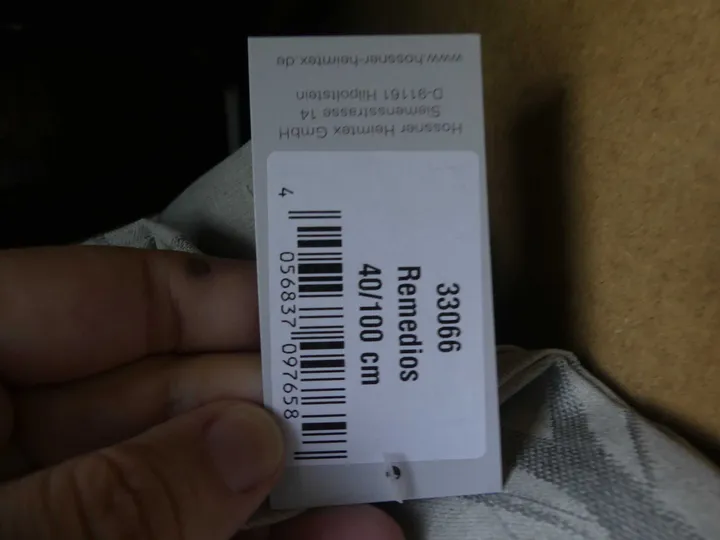 Hossner Heimtex GmbH
Siemensstrasse 14
D-91161 Hilpoltstein
www.hossner-heimtex.de
33066
Remedios
40/100 cm
4 056837 097658